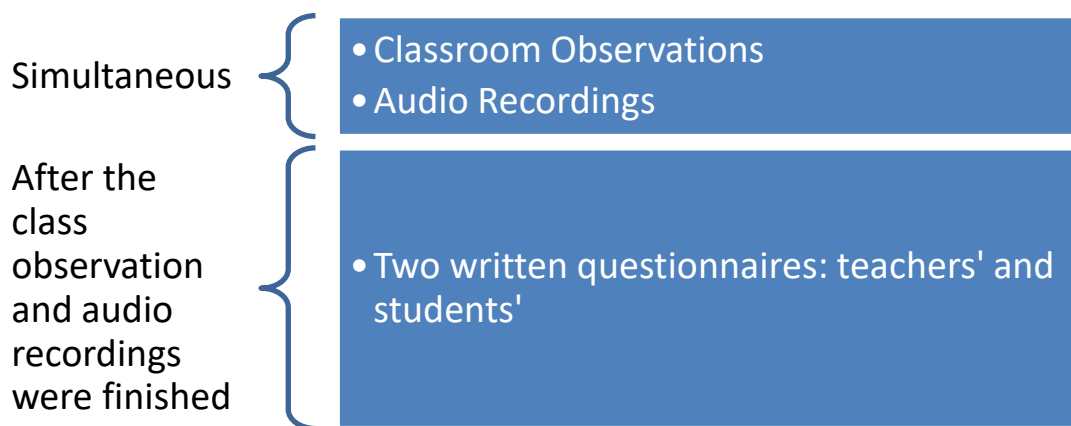 Simultaneous
• Classroom Observations
• Audio Recordings
After the
class
observation
and audio
recordings
were finished
• Two written questionnaires: teachers' and
students'